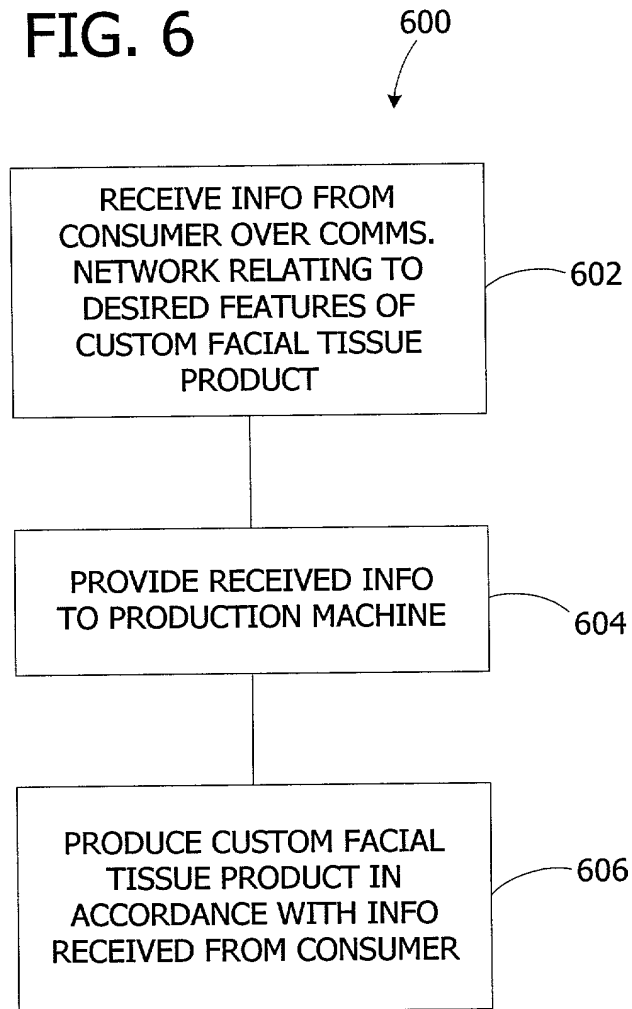 FIG. 6
600
RECEIVE INFO FROM
CONSUMER OVER COMMS.
NETWORK RELATING TO
DESIRED FEATURES OF
CUSTOM FACIAL TISSUE
PRODUCT
602
PROVIDE RECEIVED INFO
TO PRODUCTION MACHINE
604
PRODUCE CUSTOM FACIAL
TISSUE PRODUCT IN
ACCORDANCE WITH INFO
RECEIVED FROM CONSUMER
606